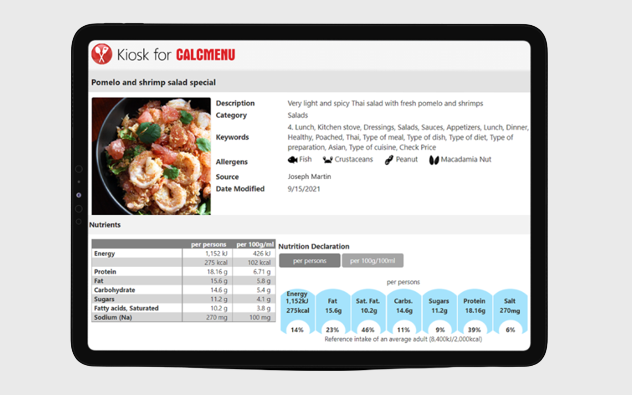 Kiosk for CALCMENU
Pomelo and shrimp salad special
Description Very light and spicy Thai salad with fresh pomelo and shrimps
Category Salads
Keywords 4. Lunch, Kitchen stove, Dressings, Salads, Sauces, Appetizers, Lunch, Dinner,
Healthy, Poached, Thai, Type of meal, Type of dish, Type of diet, Type of
preparation, Asian, Type of cuisine, Check Price
Allergens Fish Crustaceans Peanut Macadamia Nut
Source Joseph Martin
Date Modified 9/15/2021
Nutrients
per persons per 100g/ml
Energy 1,152 kJ 426 kJ
275 kcal 102 kcal
Protein 18.16 g 6.71 g
Fat 15.6 g 5.8 g
Carbohydrate 14.6 g 5.4 g
Sugars 11.2 g 4.1 g
Fatty acids, Saturated 10.2 g 3.8 g
Sodium (Na) 270 mg 100 mg
Nutrition Declaration
per persons per 100g/100ml
per persons
Energy Fat Sat. Fat. Carbs. Sugars Protein Salt
1,152kJ 15.6g 10.2g 14.6g 11.2g 18.16g 270mg
275kcal
14% 23% 46% 11% 9% 39% 6%
Reference intake of an average adult (8,400kJ/2,000kcal)